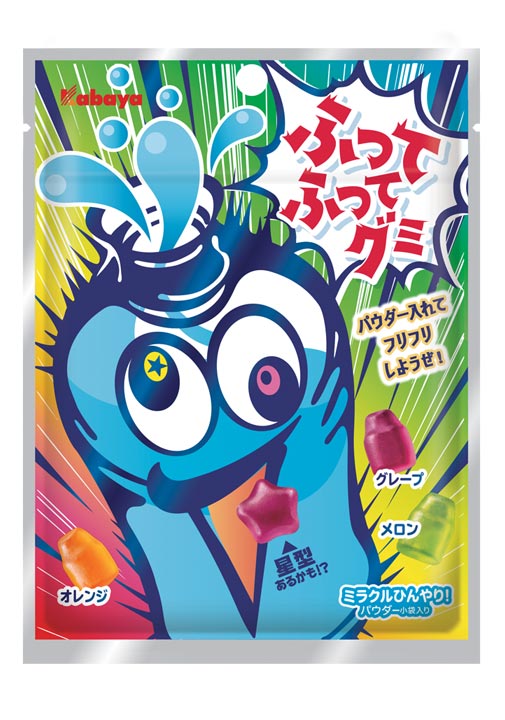 Kabaya
ふって
ふって
グミ
パウダー入れて
フリフリ
しようぜ!
グレープ
メロン
オレンジ
星型
あるかも!?
ミラクルひんやり!
パウダー小袋入り